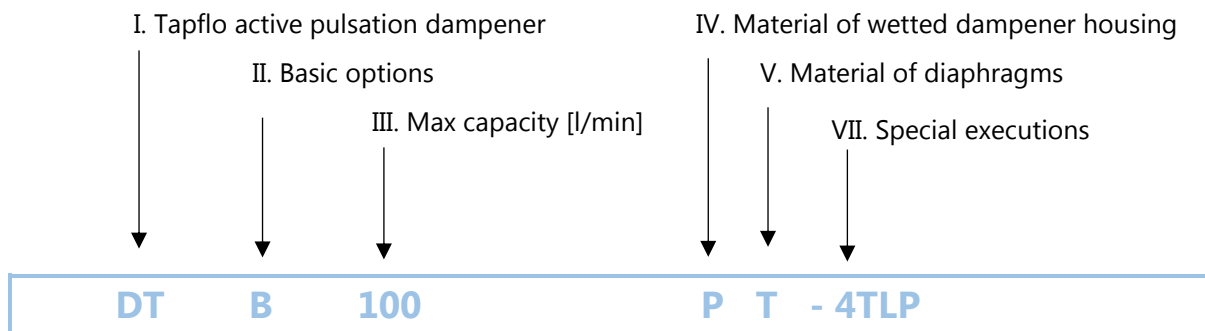 I. Tapflo active pulsation dampener IV. Material of wetted dampener housing
II. Basic options V. Material of diaphragms
III. Max capacity [l/min] VII. Special executions
DT B 100 P T - 4TLP